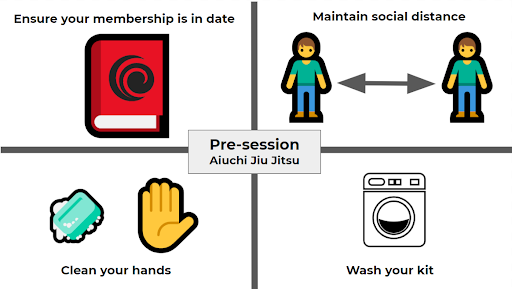 Ensure your membership is in date
Maintain social distance
Pre-session
Aiuchi Jiu Jitsu
Clean your hands
Wash your kit